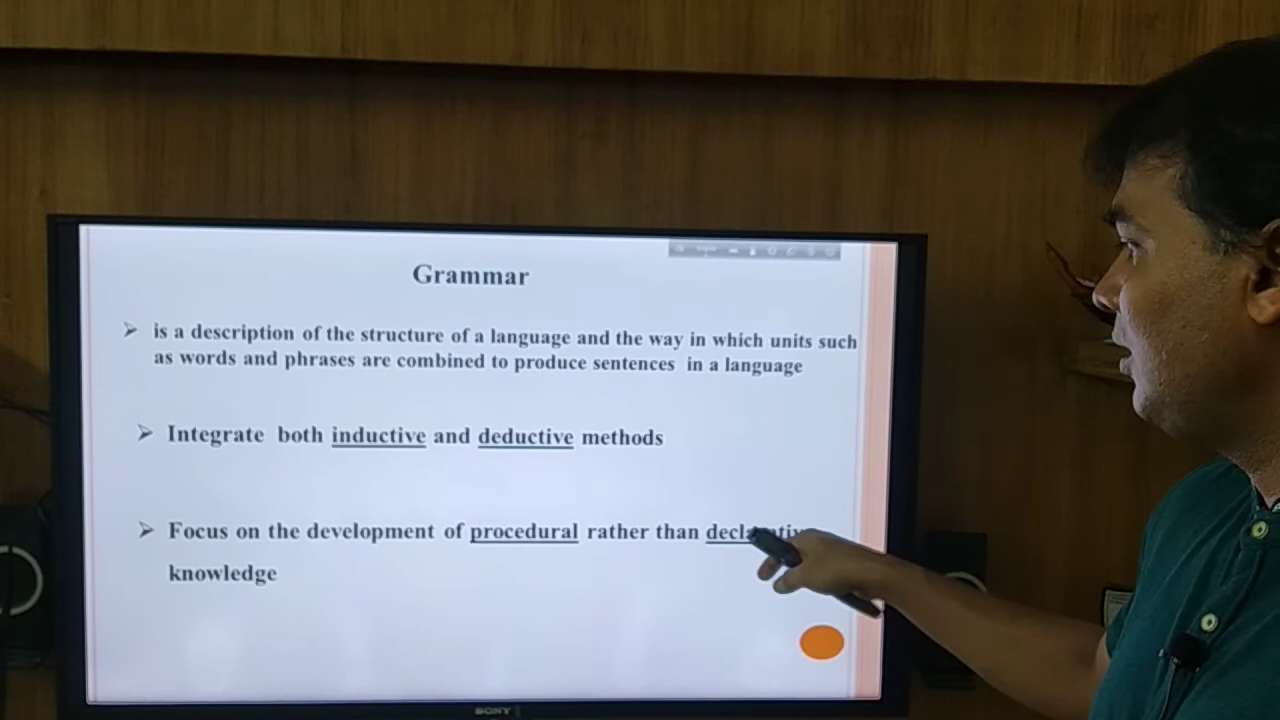 Grammar
➢ is a description of the structure of a language and the way in which units such
as words and phrases are combined to produce sentences in a language
➢ Integrate both inductive and deductive methods
➢ Focus on the development of procedural rather than
knowledge
SONY